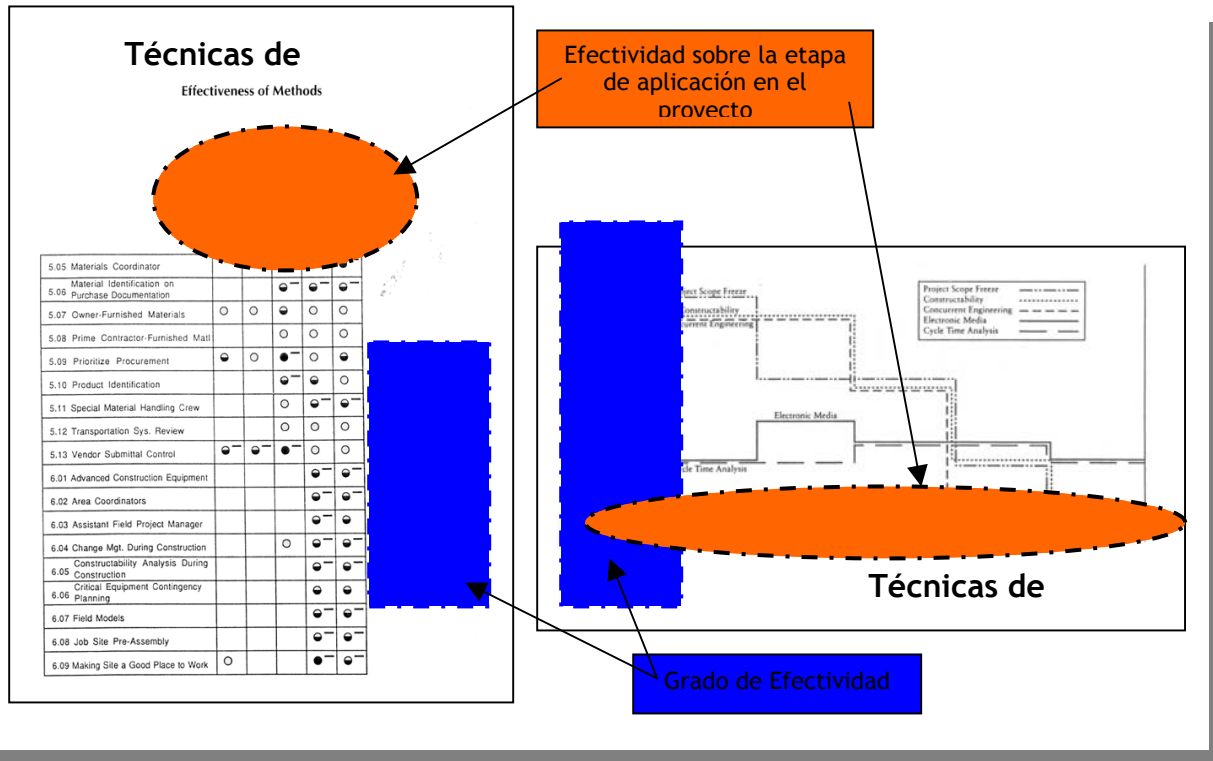 Técnicas de
Effectiveness of Methods
5.05 Materials Coordinator
5.06 Material Identification on
Purchase Documentation
5.07 Owner-Furnished Materials
5.08 Prime Contractor-Furnished Matl
5.09 Prioritize Procurement
5.10 Product Identification
5.11 Special Material Handling Crew
5.12 Transportation Sys. Review
5.13 Vendor Submittal Control
6.01 Advanced Construction Equipment
6.02 Area Coordinators
6.03 Assistant Field Project Manager
6.04 Change Mgt. During Construction
6.05 Constructability Analysis During
Construction
6.06 Critical Equipment Contingency
Planning
6.07 Field Models
6.08 Job Site Pre-Assembly
6.09 Making Site a Good Place to Work
Efectividad sobre la etapa
de aplicación en el
proyecto
Scope Freeze
Engineering
Electronic Media
Time Analysis
Project Scope Freeze
Constructability
Concurrent Engineering
Electronic Media
Cycle Time Analysis
Técnicas de
Grado de Efectividad